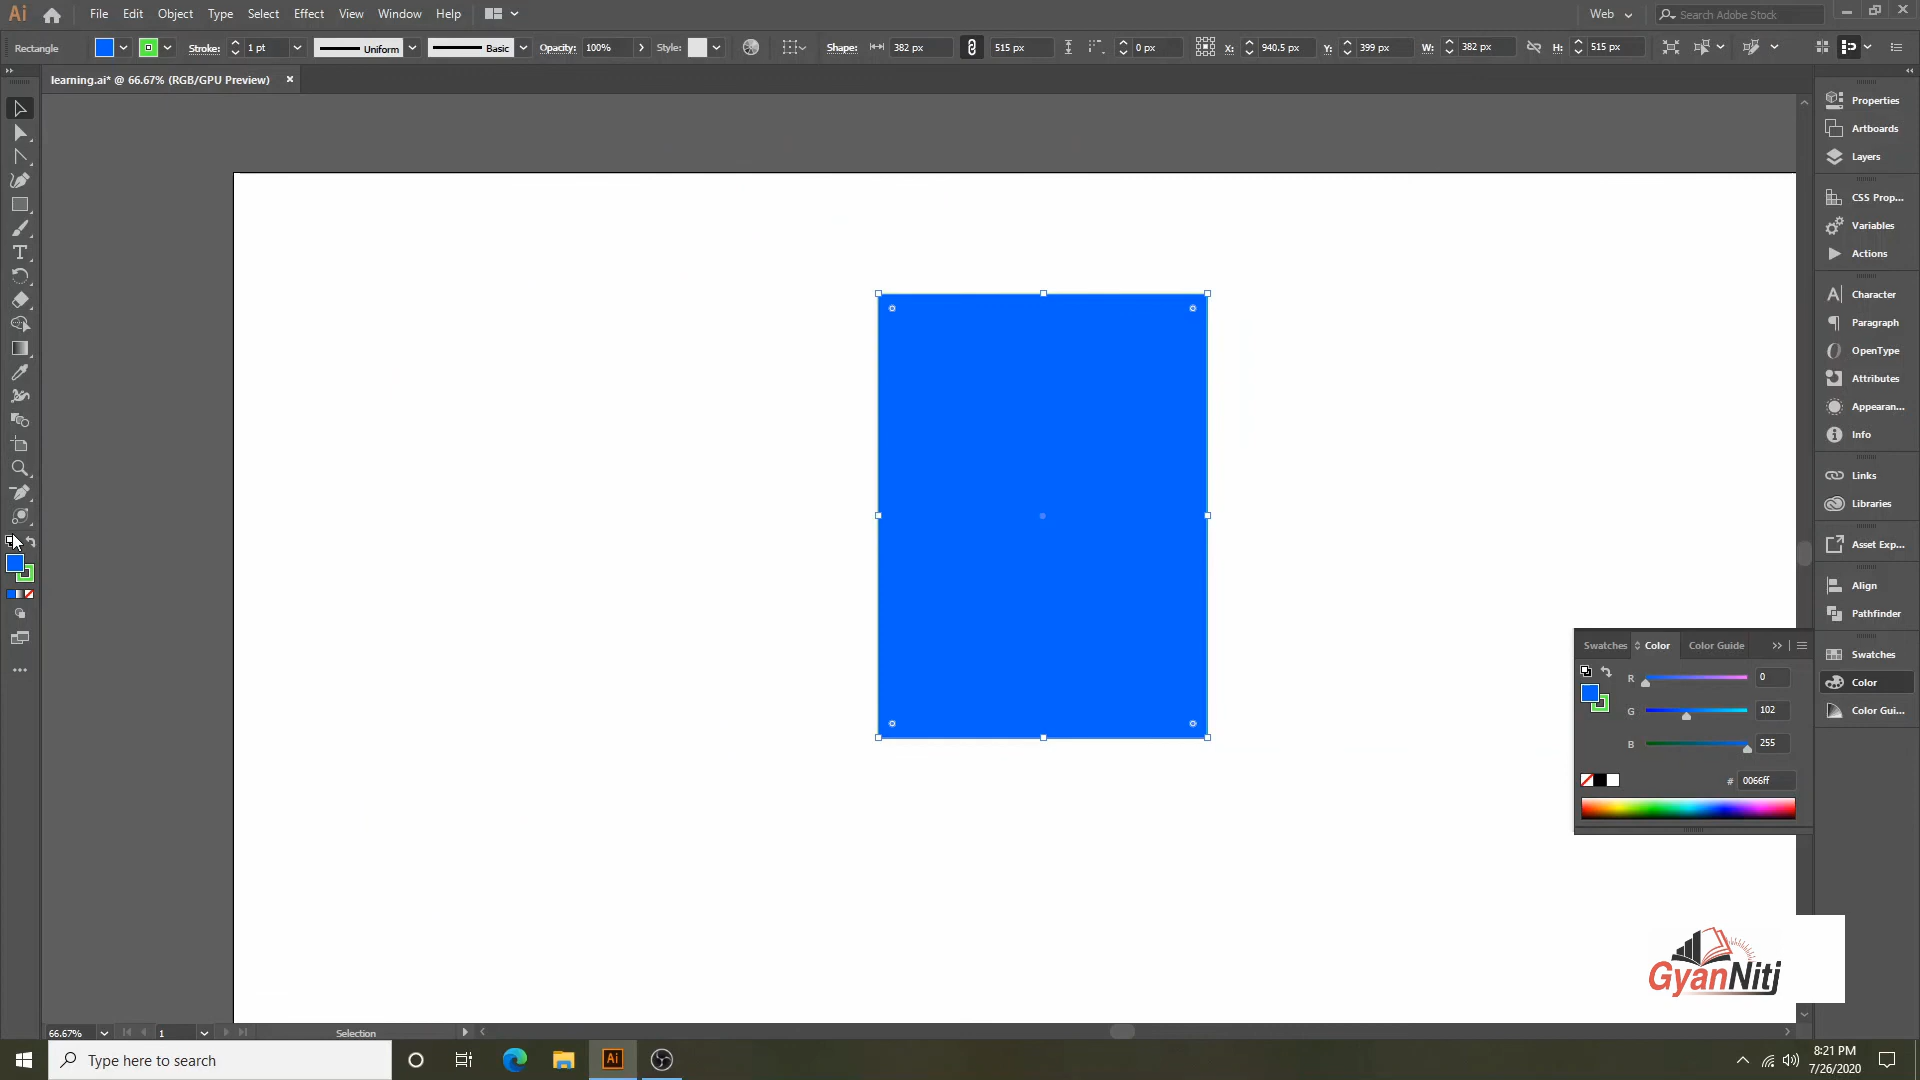 Ai File Edit Object Type Select Effect View Window Help Web Search Adobe Stock
Rectangle Stroke: 1 pt Uniform Basic Opacity: 100% Style: Shape: 382 px 515 px 0 px X: 940.5 px Y: 399 px W: 382 px H: 515 px
learning.ai* @ 66.67% (RGB/GPU Preview)
Properties
Artboards
Layers
CSS Prop...
Variables
Actions
Character
Paragraph
OpenType
Attributes
Appearan...
Info
Links
Libraries
Asset Exp...
Align
Pathfinder
Swatches
Color
Color Gui...
Swatches Color Color Guide
R 0
G 102
B 255
# 0066ff
GyanNiti
66.67% 1 Selection
Type here to search
Ai
8:21 PM
7/26/2020